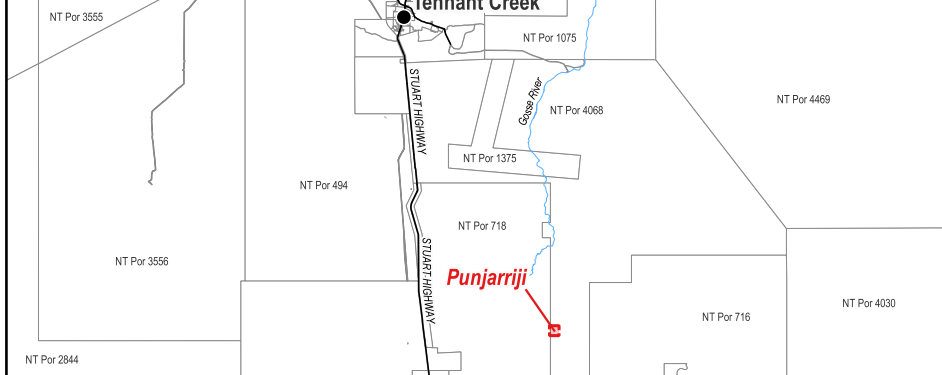 Tennant Creek
NT Por 3555
NT Por 1075
STUART HIGHWAY
Gosse River
NT Por 4068
NT Por 4469
NT Por 1375
NT Por 494
NT Por 718
STUART HIGHWAY
NT Por 3556
Punjarriji
NT Por 716
NT Por 4030
NT Por 2844